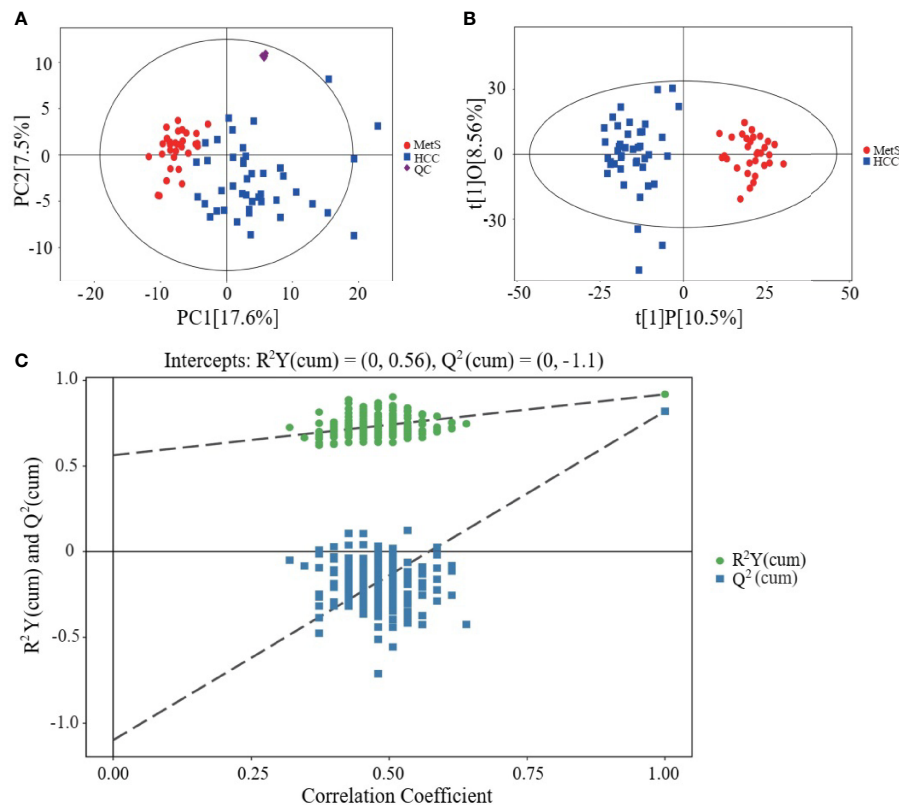 A
PC2[7.5%]
10
5
0
-5
-10
-20
-10
0
10
20
PC1[17.6%]
MetS
HCC
QC
B
t[1]O[8.56%]
30
0
-30
-50
-25
0
25
50
t[1]P[10.5%]
MetS
HCC
C
Intercepts: R²Y(cum) = (0, 0.56), Q²(cum) = (0, -1.1)
R²Y(cum) and Q²(cum)
1.0
0.5
0
-0.5
-1.0
0.00
0.25
0.50
0.75
1.00
Correlation Coefficient
R²Y(cum)
Q²(cum)